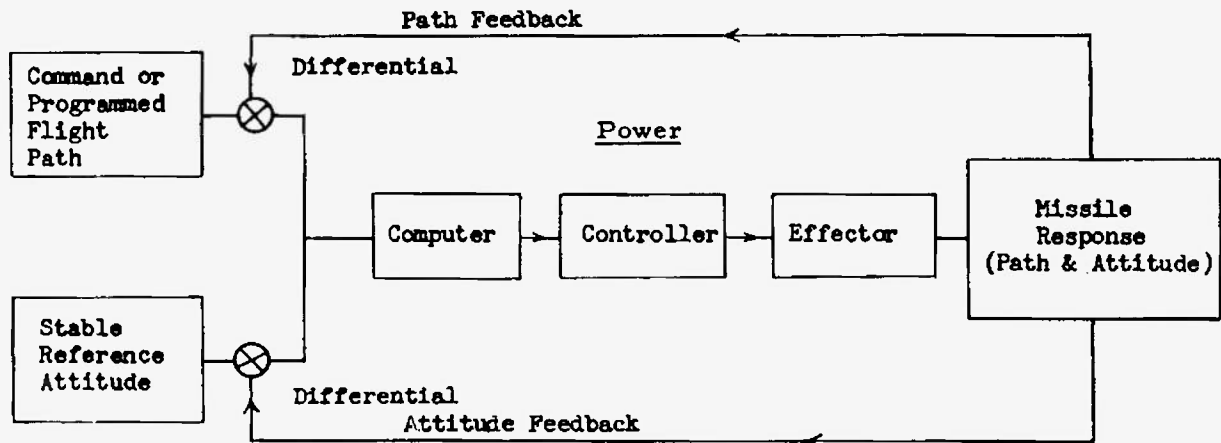 Path Feedback
Differential
Command or
Programmed
Flight
Path
Power
Computer
Controller
Effector
Missile
Response
(Path & Attitude)
Stable
Reference
Attitude
Differential
Attitude Feedback